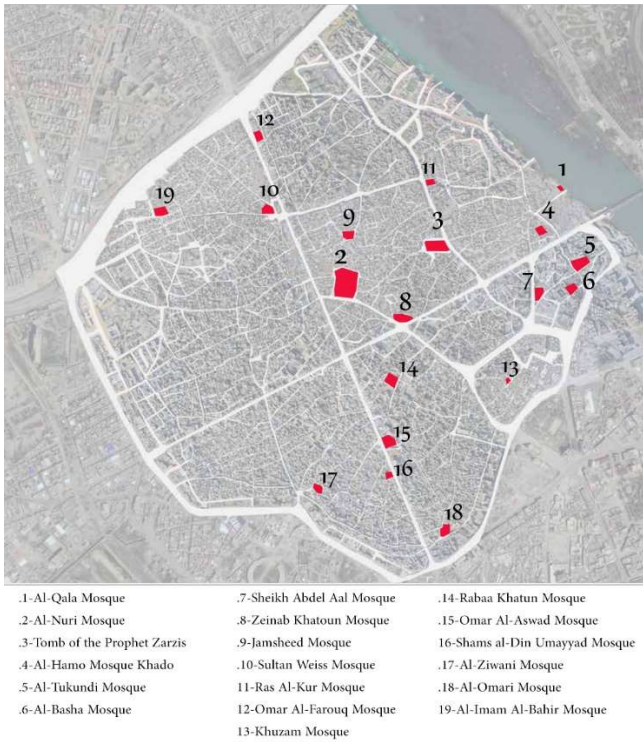 12
11
1
19
10
4
9
3
5
2
7
6
8
14
13
15
16
17
18
.1-Al-Qala Mosque
.2-Al-Nuri Mosque
.3-Tomb of the Prophet Zarzis
.4-Al-Hamo Mosque Khado
.5-Al-Tukundi Mosque
.6-Al-Basha Mosque
.7-Sheikh Abdel Aal Mosque
.8-Zeinab Khatoun Mosque
.9-Jamsheed Mosque
.10-Sultan Weiss Mosque
11-Ras Al-Kur Mosque
12-Omar Al-Farouq Mosque
13-Khuzam Mosque
.14-Rabaa Khatun Mosque
.15-Omar Al-Aswad Mosque
16-Shams al-Din Umayyad Mosque
.17-Al-Ziwani Mosque
.18-Al-Omari Mosque
19-Al-Imam Al-Bahir Mosque